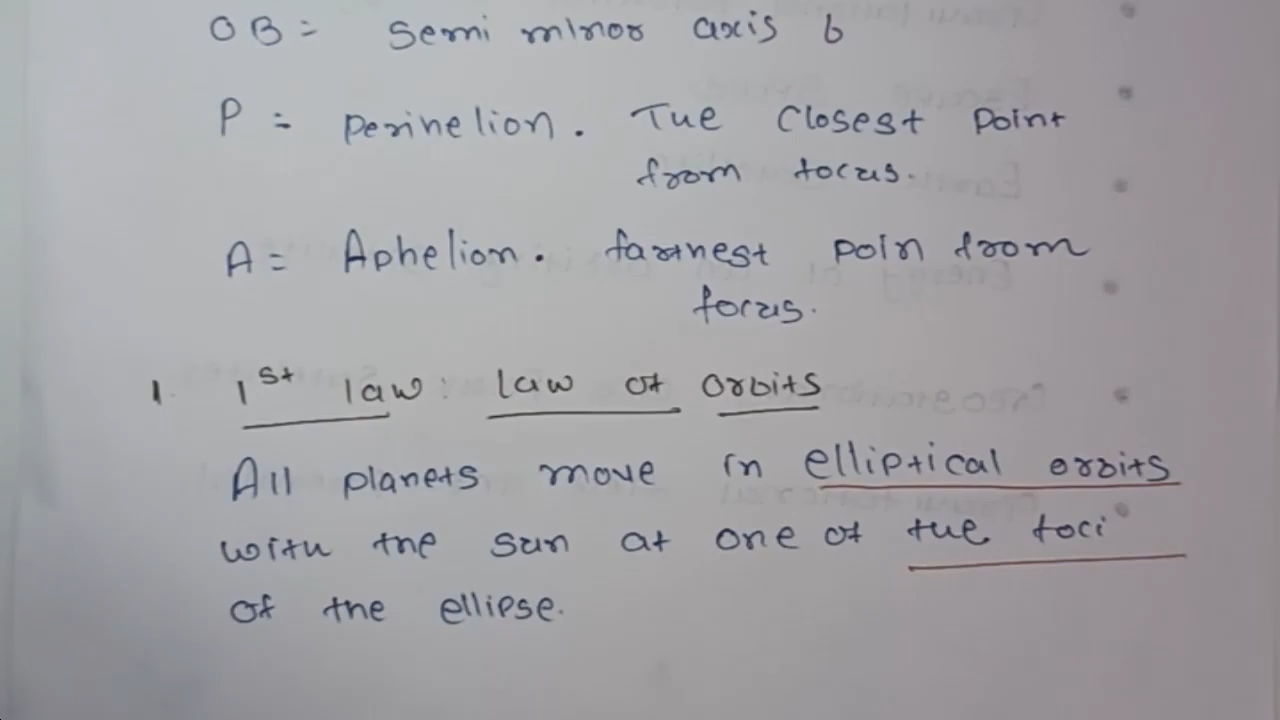 OB = semi minor axis b
P = perihelion. The closest point
from focus.
A = Aphelion. farthest poin from
focus.
1. 1st law: law of orbits
All planets move in elliptical orbits
with the sun at one of the foci
of the ellipse.